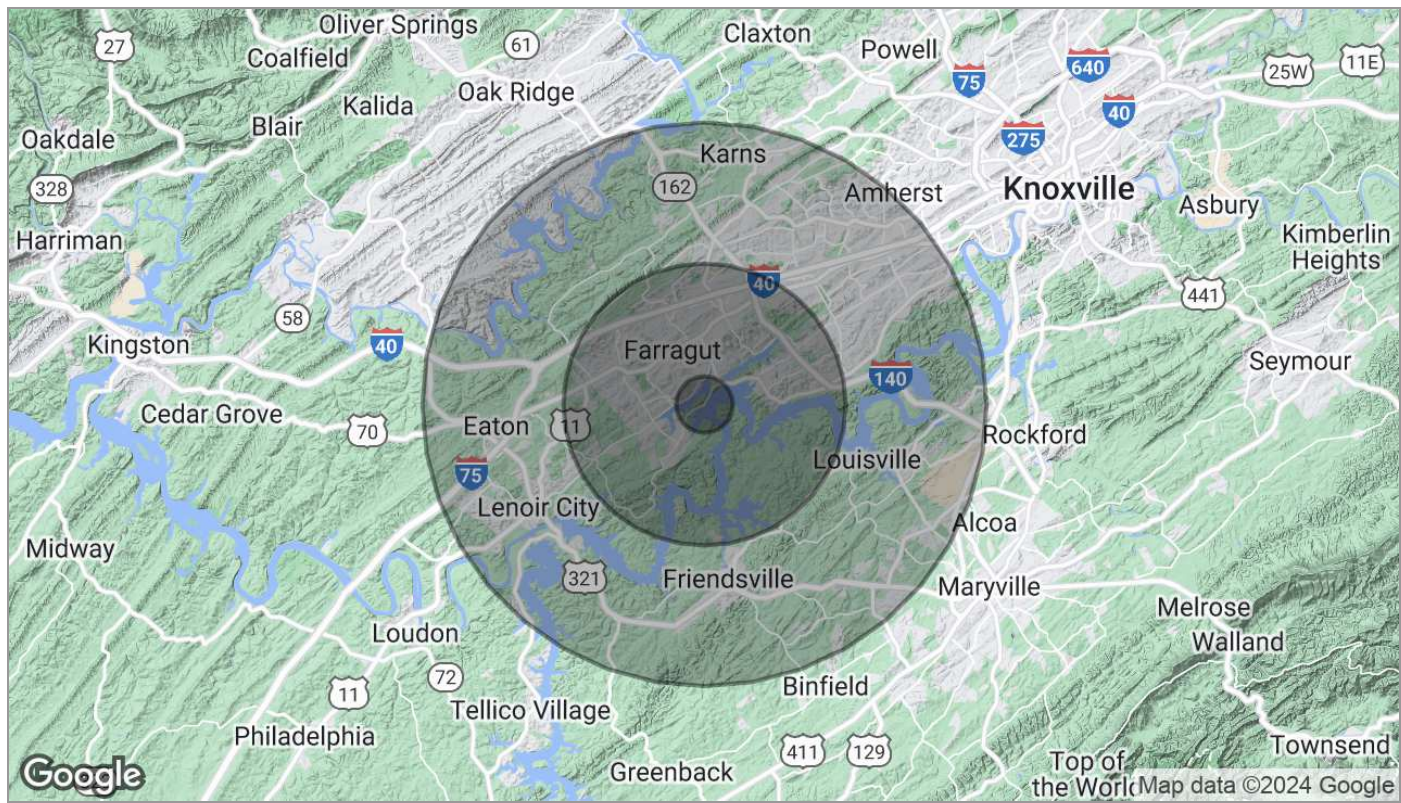 Oliver Springs
27
61
Claxton
Coalfield
Powell
75
640
25W
11E
Oak Ridge
Kalida
40
Oakdale
Blair
275
Karns
328
162
Amherst
Knoxville
Asbury
Harriman
Kimberlin
Heights
40
441
58
Kingston
40
Farragut
Seymour
140
Cedar Grove
70
Eaton
11
Rockford
Louisville
75
Lenoir City
Alcoa
Midway
321
Friendsville
Maryville
Melrose
Loudon
Walland
72
11
Binfield
Tellico Village
Philadelphia
411
129
Townsend
Greenback
Top of
the World
Google
Map data ©2024 Google